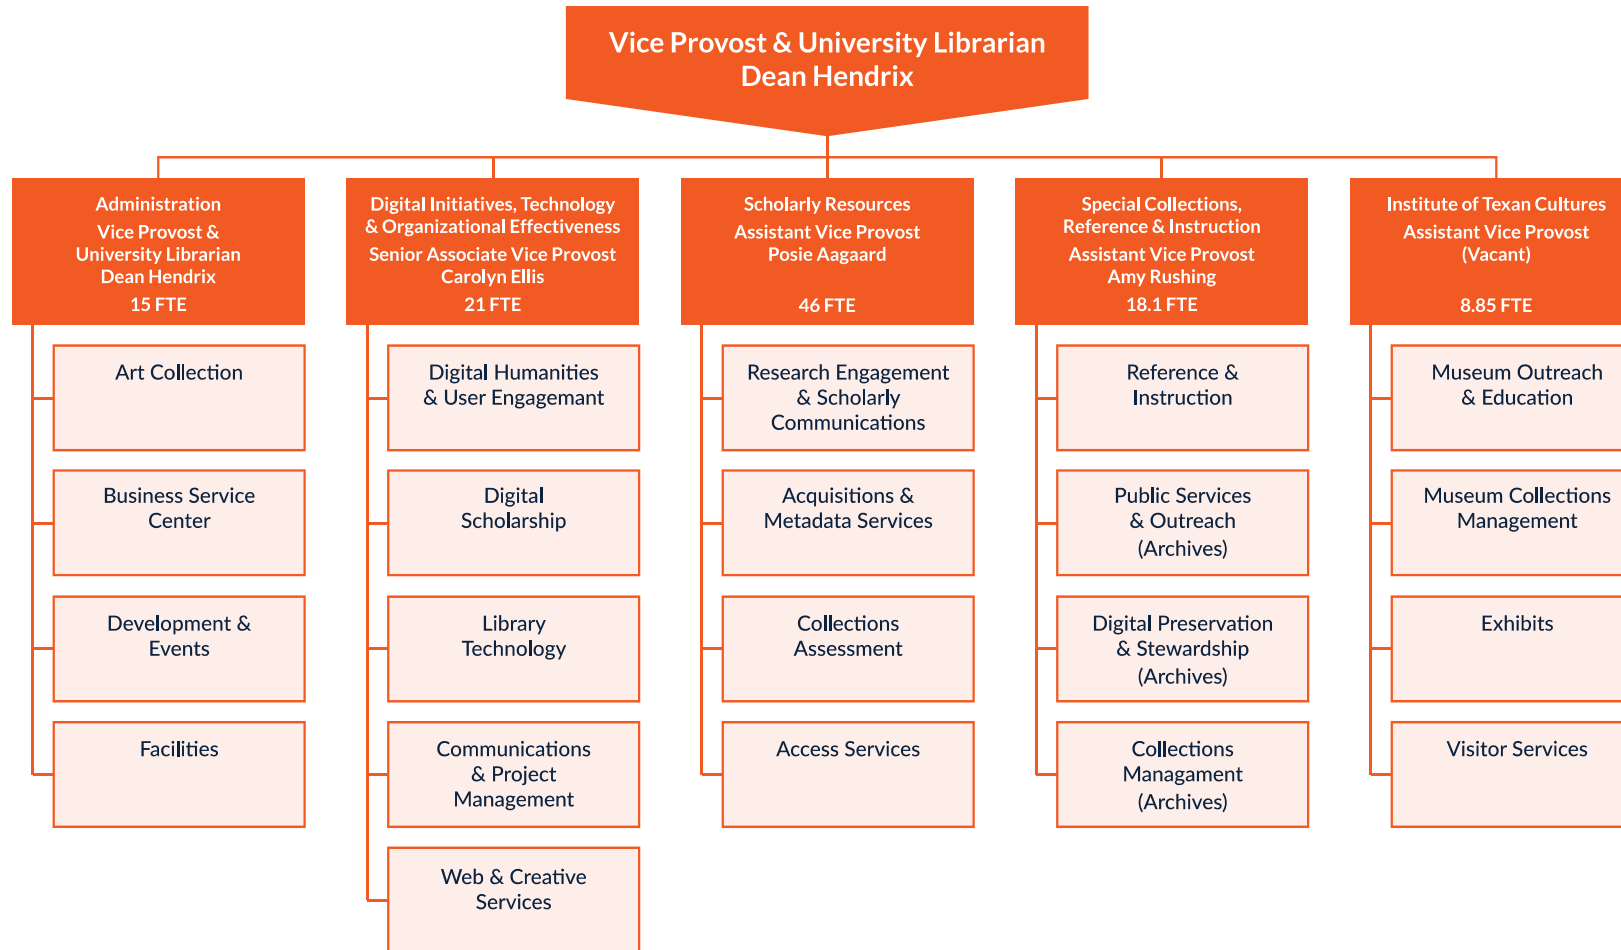 Vice Provost & University Librarian
Dean Hendrix
Administration
Vice Provost &
University Librarian
Dean Hendrix
15 FTE
Art Collection
Business Service
Center
Development &
Events
Facilities
Digital Initiatives, Technology
& Organizational Effectiveness
Senior Associate Vice Provost
Carolyn Ellis
21 FTE
Digital Humanities
& User Engagemant
Digital
Scholarship
Library
Technology
Communications
& Project
Management
Web & Creative
Services
Scholarly Resources
Assistant Vice Provost
Posie Aagaard
46 FTE
Research Engagement
& Scholarly
Communications
Acquisitions &
Metadata Services
Collections
Assessment
Access Services
Special Collections,
Reference & Instruction
Assistant Vice Provost
Amy Rushing
18.1 FTE
Reference &
Instruction
Public Services
& Outreach
(Archives)
Digital Preservation
& Stewardship
(Archives)
Collections
Managament
(Archives)
Institute of Texan Cultures
Assistant Vice Provost
(Vacant)
8.85 FTE
Museum Outreach
& Education
Museum Collections
Management
Exhibits
Visitor Services